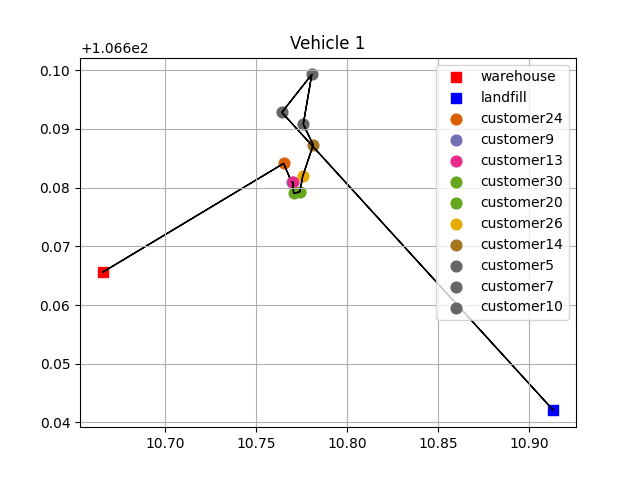 Vehicle 1
+1.066e2
0.10
0.09
0.08
0.07
0.06
0.05
0.04
10.70
10.75
10.80
10.85
10.90
warehouse
landfill
customer24
customer9
customer13
customer30
customer20
customer26
customer14
customer5
customer7
customer10